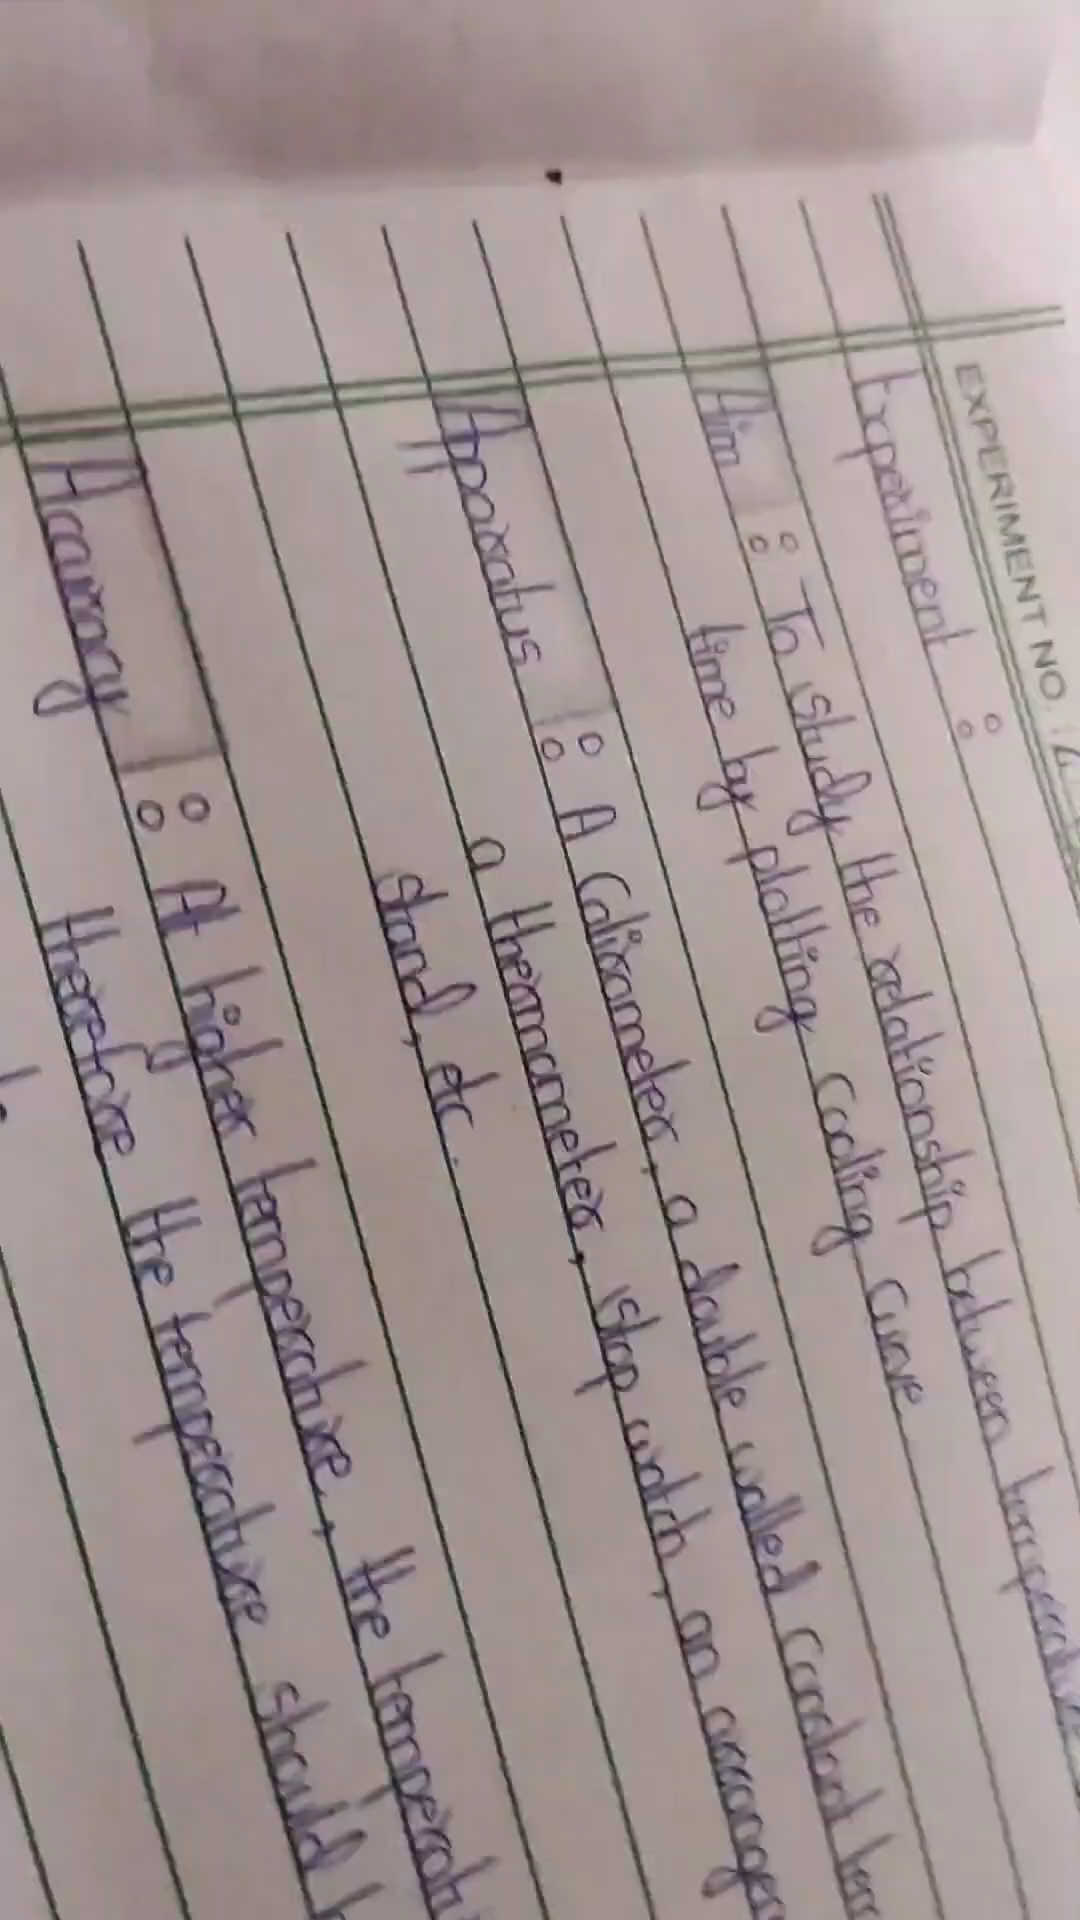 EXPERIMENT NO. :
Experiment :
Aim : To study the relationship between
time by plotting cooling curve
Apparatus : A Calorimeter, a double walled constant
a thermometer, stop watch, an
stand, etc.
Accuracy : At higher temperature, the
therefore the temperature should